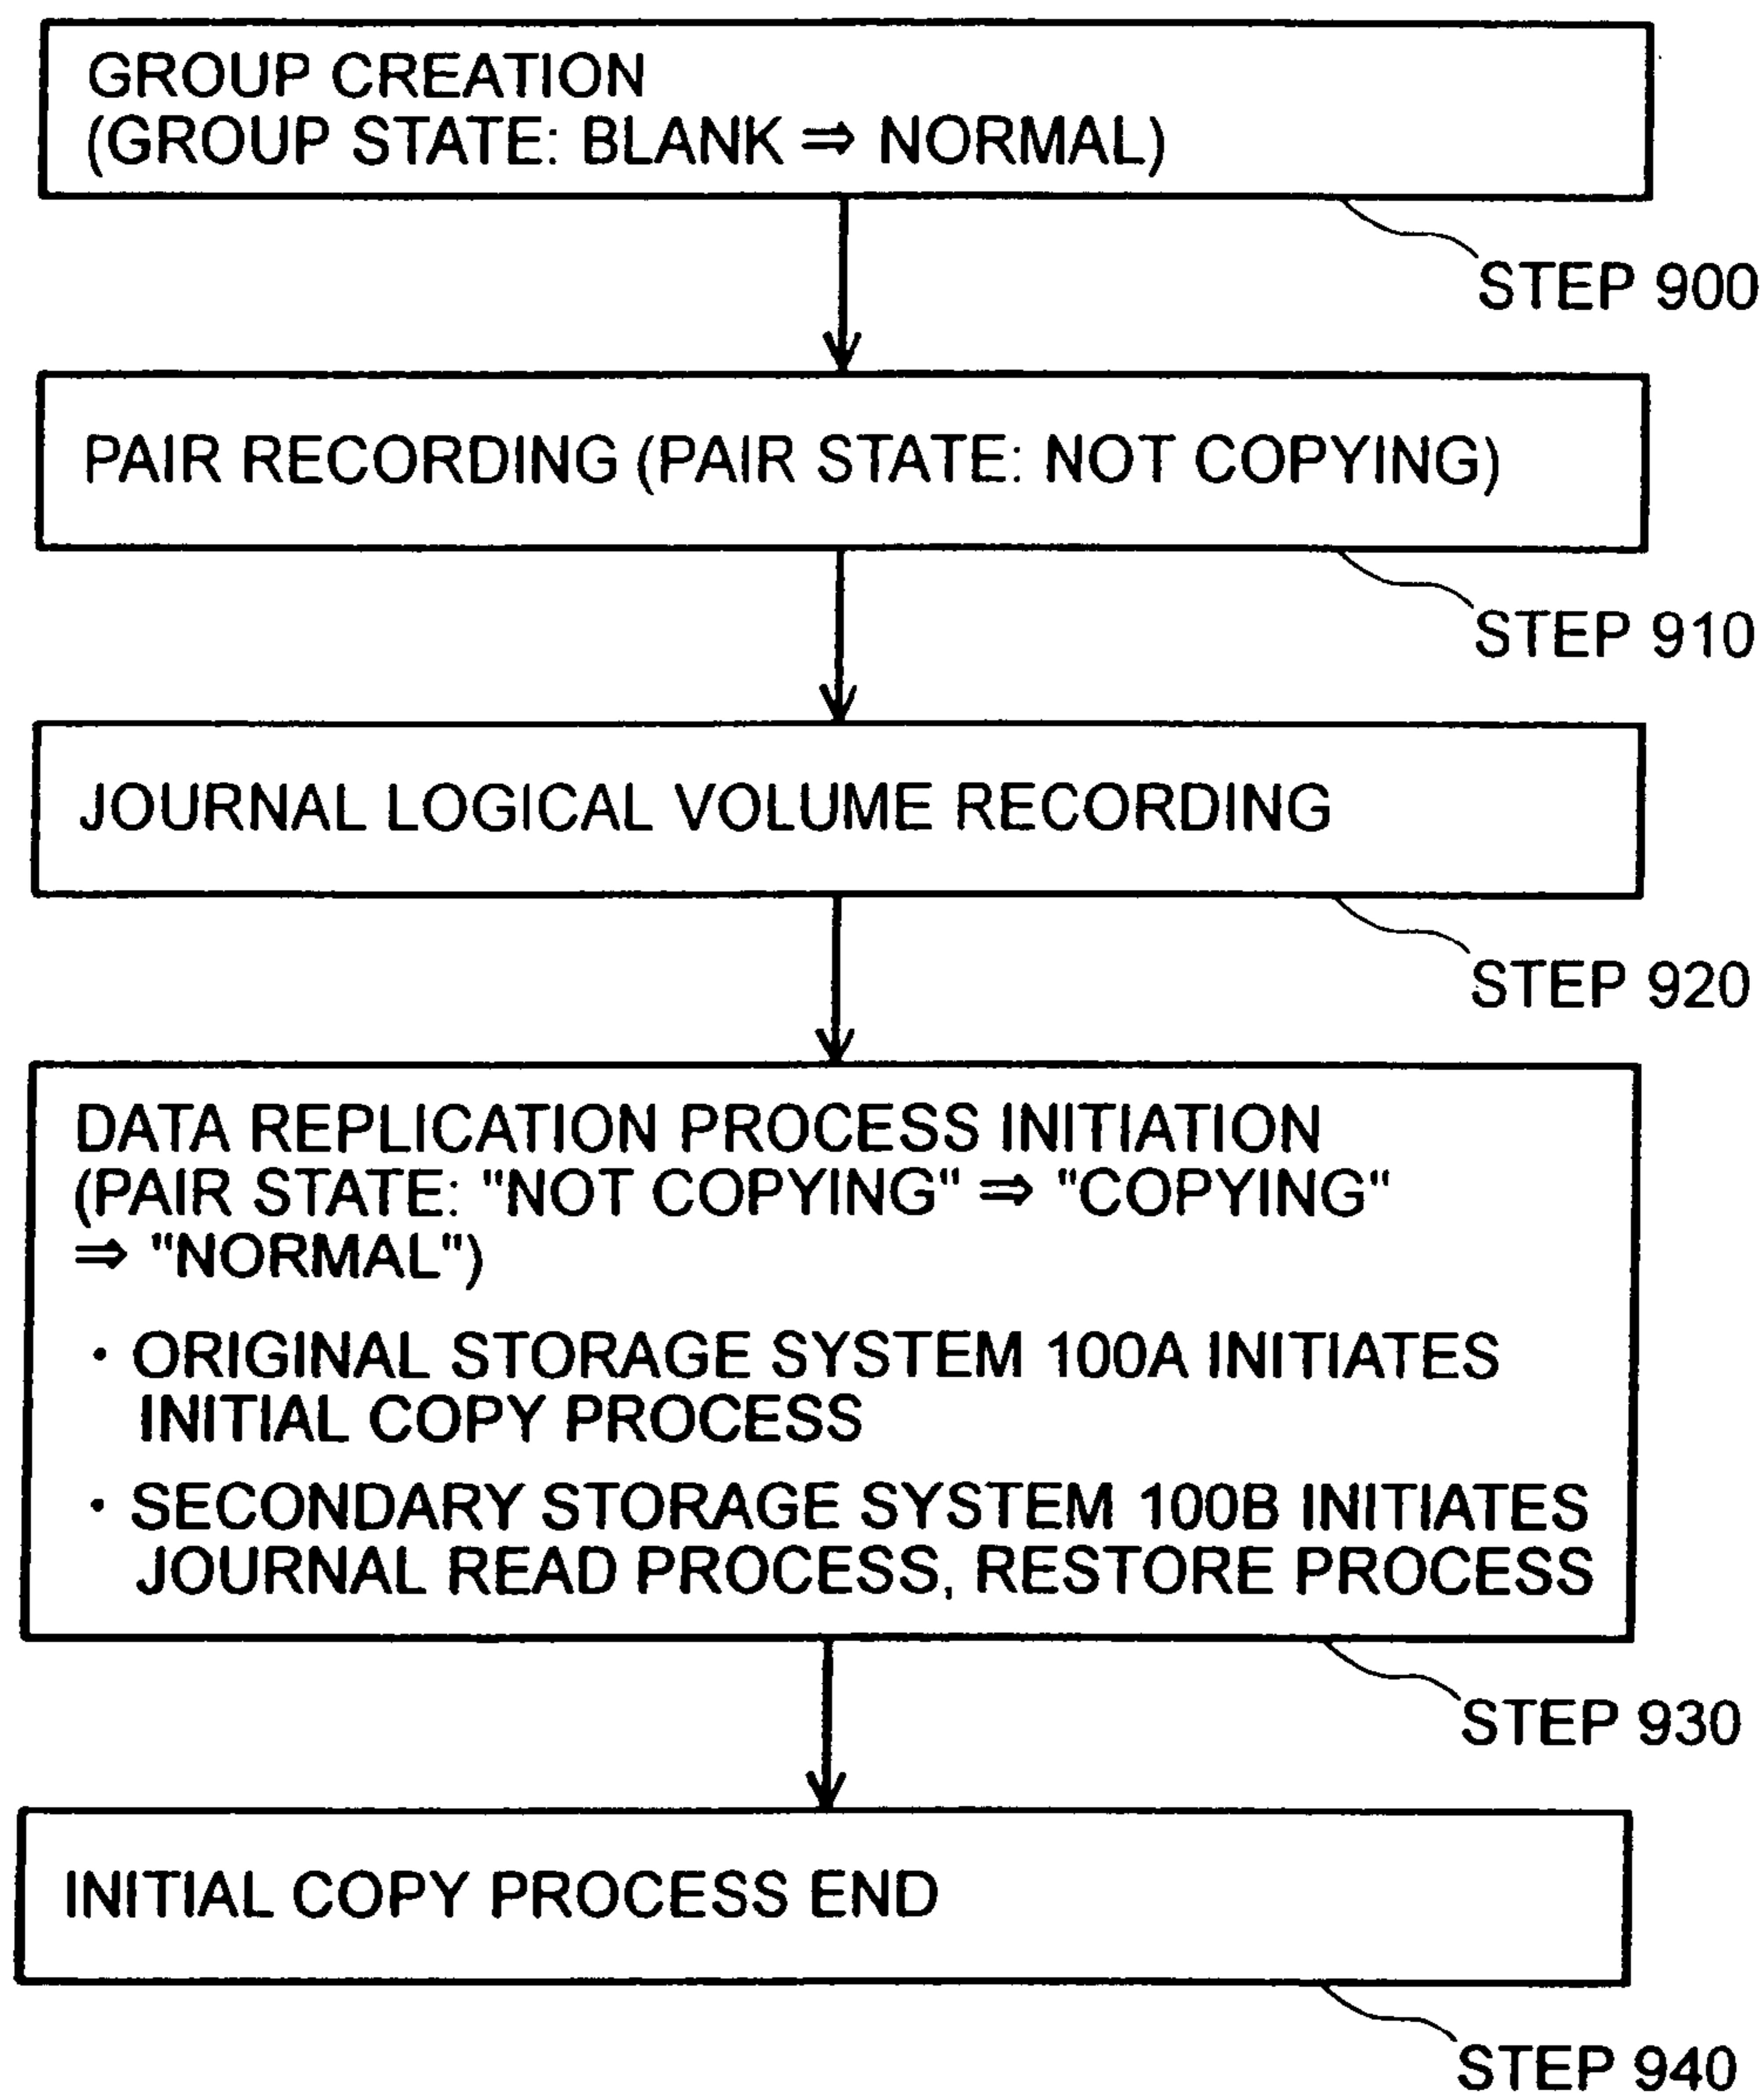 GROUP CREATION
(GROUP STATE: BLANK ⇒ NORMAL)
STEP 900
PAIR RECORDING (PAIR STATE: NOT COPYING)
STEP 910
JOURNAL LOGICAL VOLUME RECORDING
STEP 920
DATA REPLICATION PROCESS INITIATION
(PAIR STATE: "NOT COPYING" ⇒ "COPYING"
⇒ "NORMAL")
· ORIGINAL STORAGE SYSTEM 100A INITIATES
INITIAL COPY PROCESS
· SECONDARY STORAGE SYSTEM 100B INITIATES
JOURNAL READ PROCESS, RESTORE PROCESS
STEP 930
INITIAL COPY PROCESS END
STEP 940